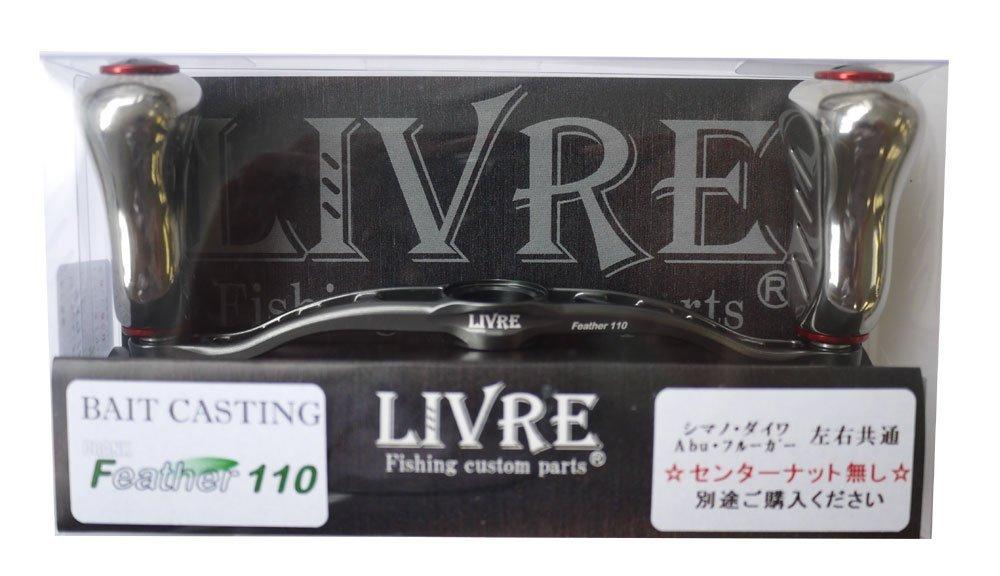 LIVRE
Fishing parts ®
LIVRE
Feather 110
BAIT CASTING
CRANK
Feather 110
LIVRE
Fishing custom parts®
シマノ・ダイワ
Abu・フルーガー
左右共通
☆センターナット無し☆
別途ご購入ください